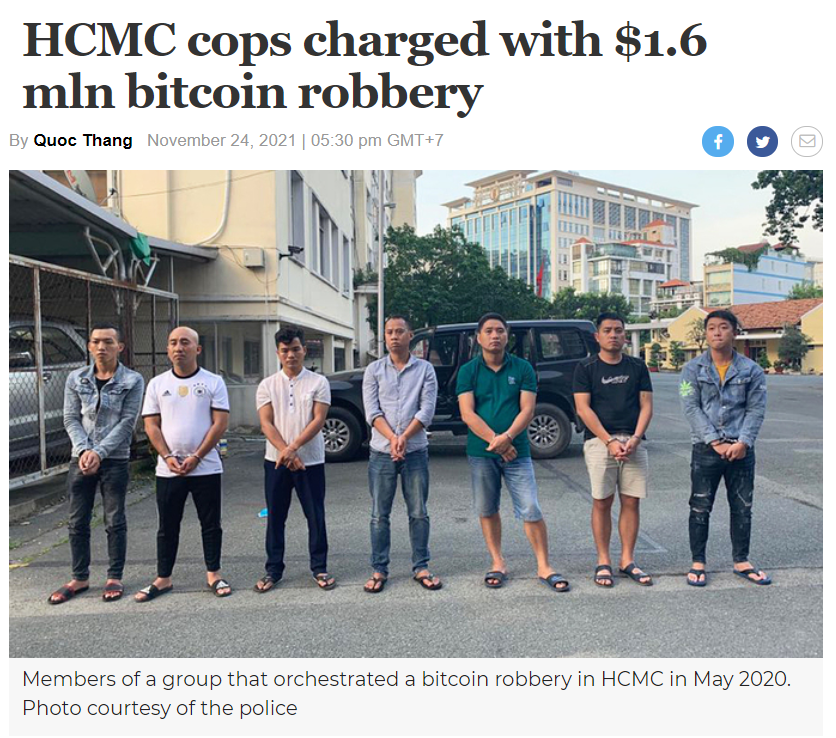 HCMC cops charged with $1.6
mln bitcoin robbery
By Quoc Thang November 24, 2021 | 05:30 pm GMT+7
Members of a group that orchestrated a bitcoin robbery in HCMC in May 2020.
Photo courtesy of the police